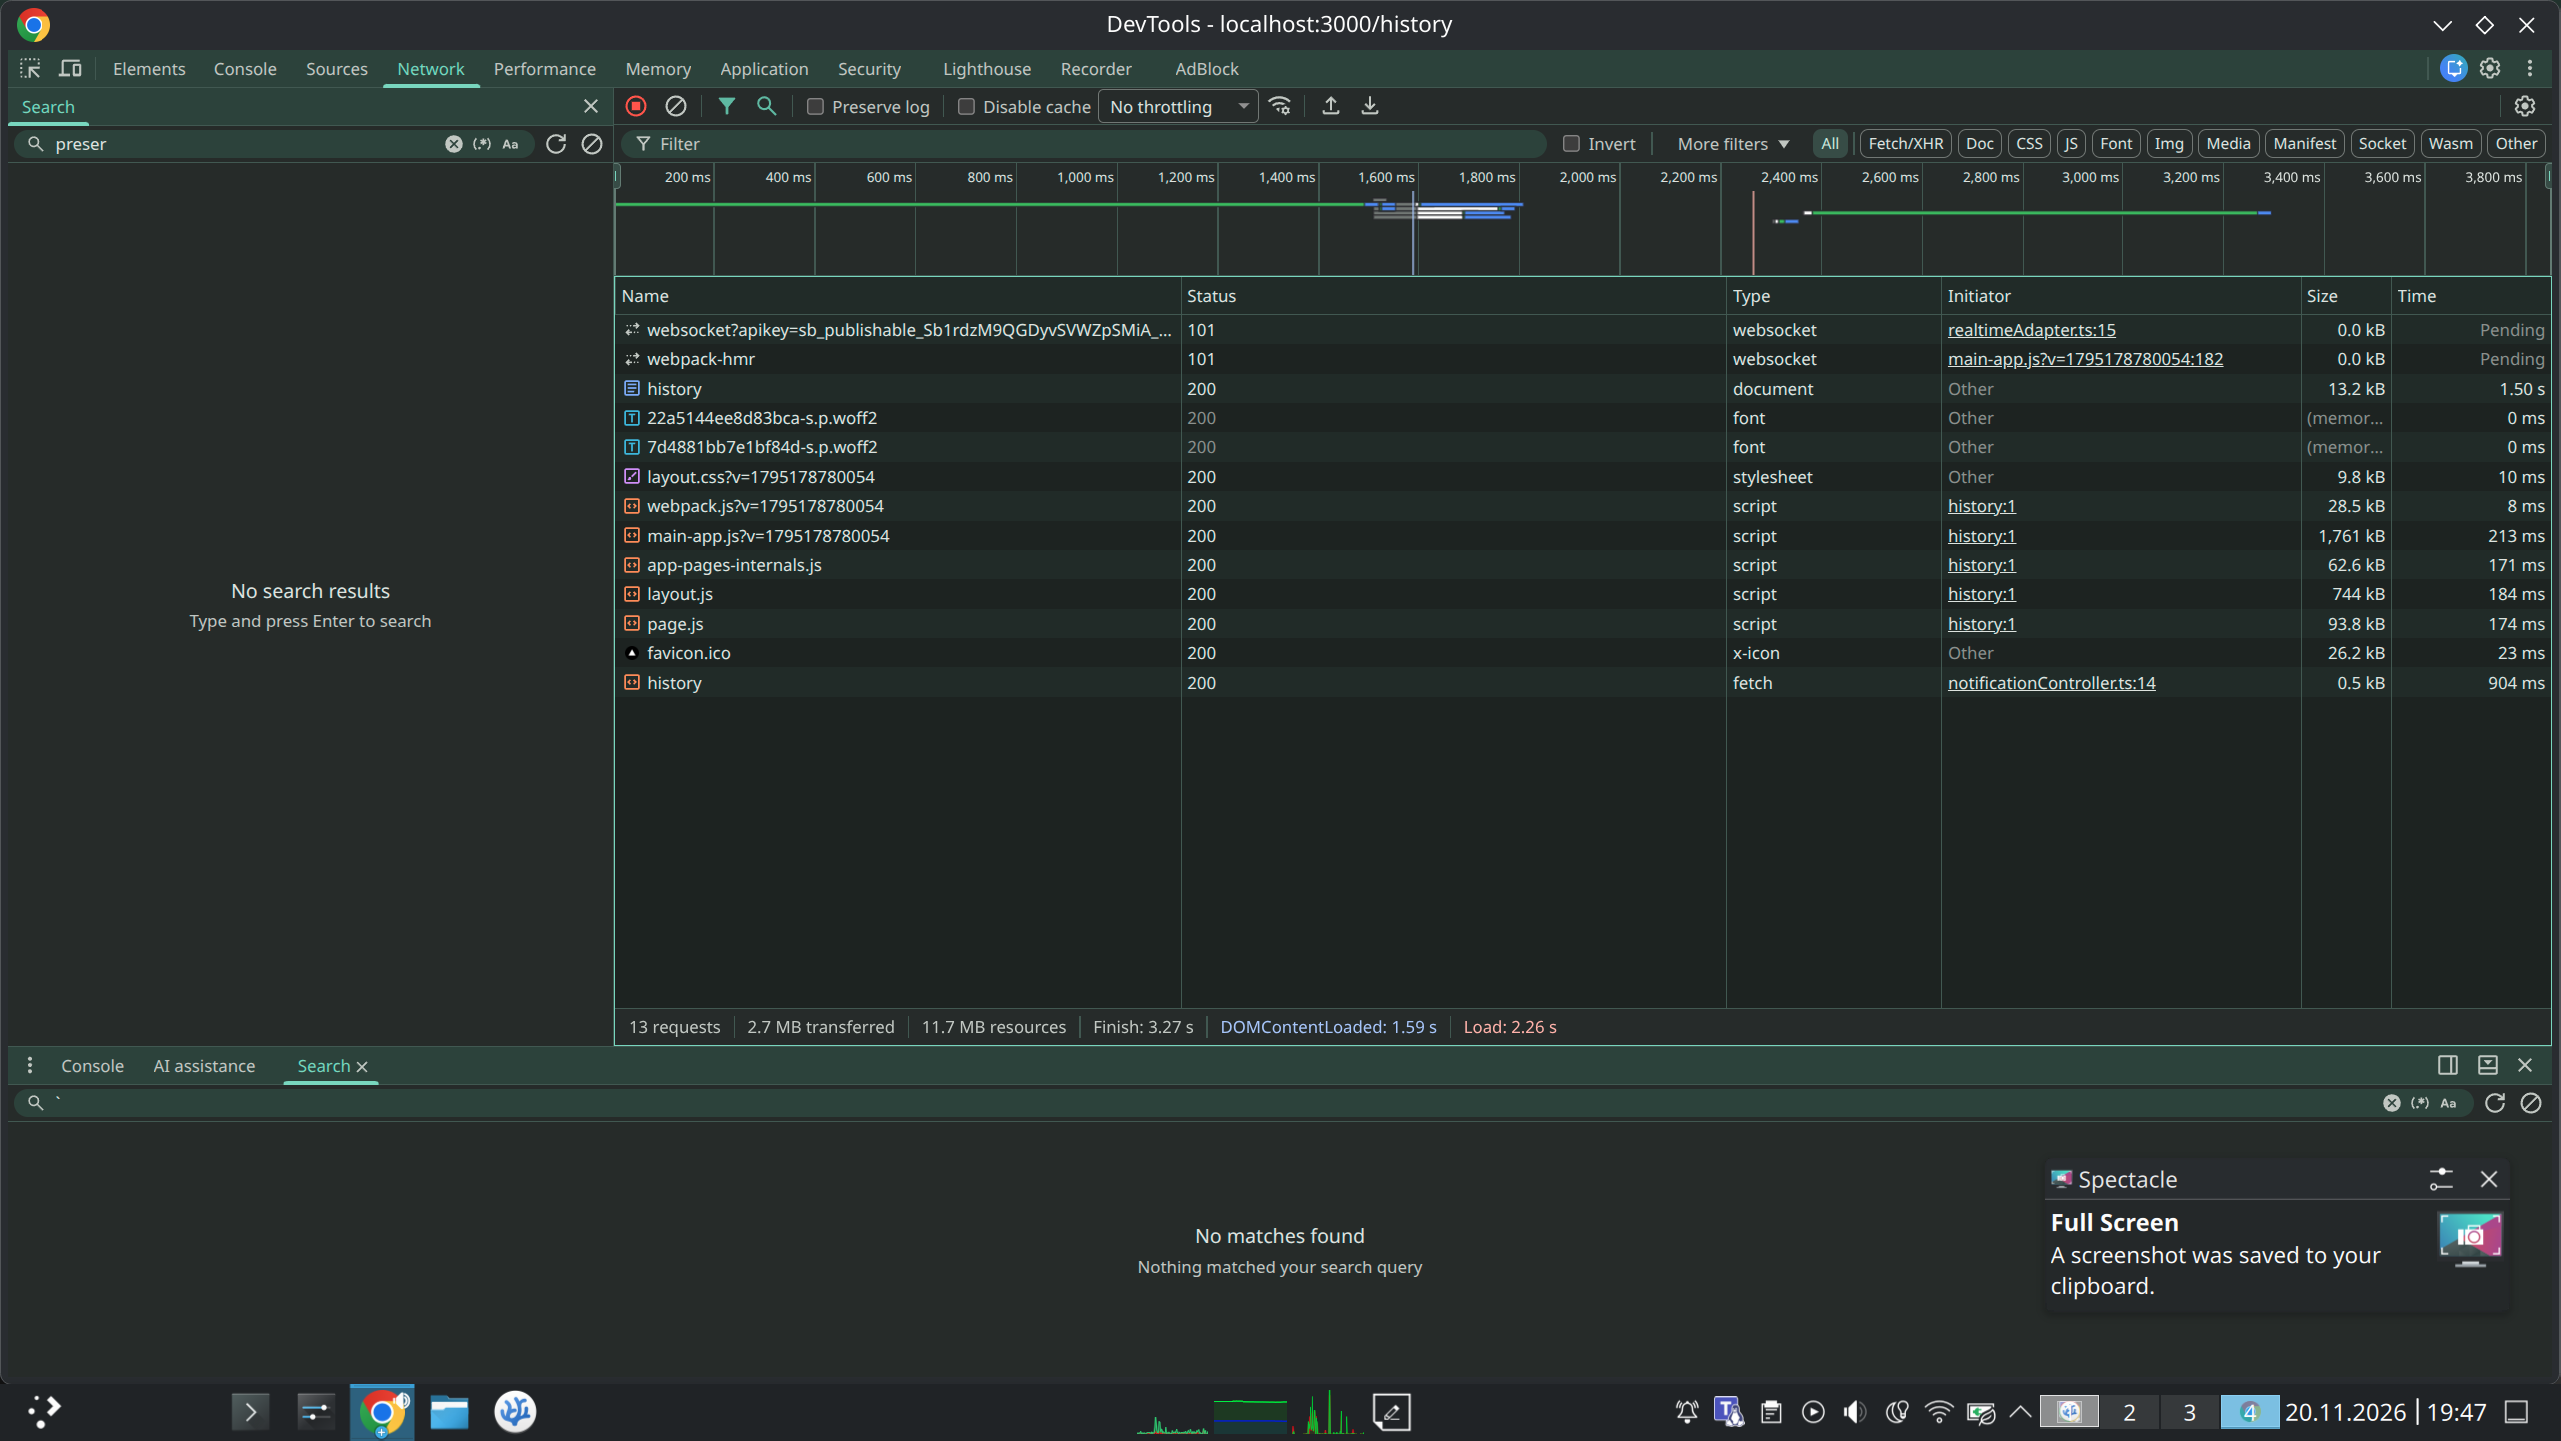 DevTools - localhost:3000/history
Elements Console Sources Network Performance Memory Application Security Lighthouse Recorder AdBlock
Search
Preserve log Disable cache No throttling
preser (.*) Aa
Filter Invert More filters All Fetch/XHR Doc CSS JS Font Img Media Manifest Socket Wasm Other
200 ms 400 ms 600 ms 800 ms 1,000 ms 1,200 ms 1,400 ms 1,600 ms 1,800 ms 2,000 ms 2,200 ms 2,400 ms 2,600 ms 2,800 ms 3,000 ms 3,200 ms 3,400 ms 3,600 ms 3,800 ms
Name Status Type Initiator Size Time
websocket?apikey=sb_publishable_Sb1rdzM9QGDyvSVWZpSMiA_... 101 websocket realtimeAdapter.ts:15 0.0 kB Pending
webpack-hmr 101 websocket main-app.js?v=1795178780054:182 0.0 kB Pending
history 200 document Other 13.2 kB 1.50 s
22a5144ee8d83bca-s.p.woff2 200 font Other (memor... 0 ms
7d4881bb7e1bf84d-s.p.woff2 200 font Other (memor... 0 ms
layout.css?v=1795178780054 200 stylesheet Other 9.8 kB 10 ms
webpack.js?v=1795178780054 200 script history:1 28.5 kB 8 ms
main-app.js?v=1795178780054 200 script history:1 1,761 kB 213 ms
app-pages-internals.js 200 script history:1 62.6 kB 171 ms
layout.js 200 script history:1 744 kB 184 ms
page.js 200 script history:1 93.8 kB 174 ms
favicon.ico 200 x-icon Other 26.2 kB 23 ms
history 200 fetch notificationController.ts:14 0.5 kB 904 ms
No search results
Type and press Enter to search
13 requests 2.7 MB transferred 11.7 MB resources Finish: 3.27 s DOMContentLoaded: 1.59 s Load: 2.26 s
Console AI assistance Search
` (.*) Aa
No matches found
Nothing matched your search query
Spectacle
Full Screen
A screenshot was saved to your
clipboard.
2 3 4 20.11.2026 19:47